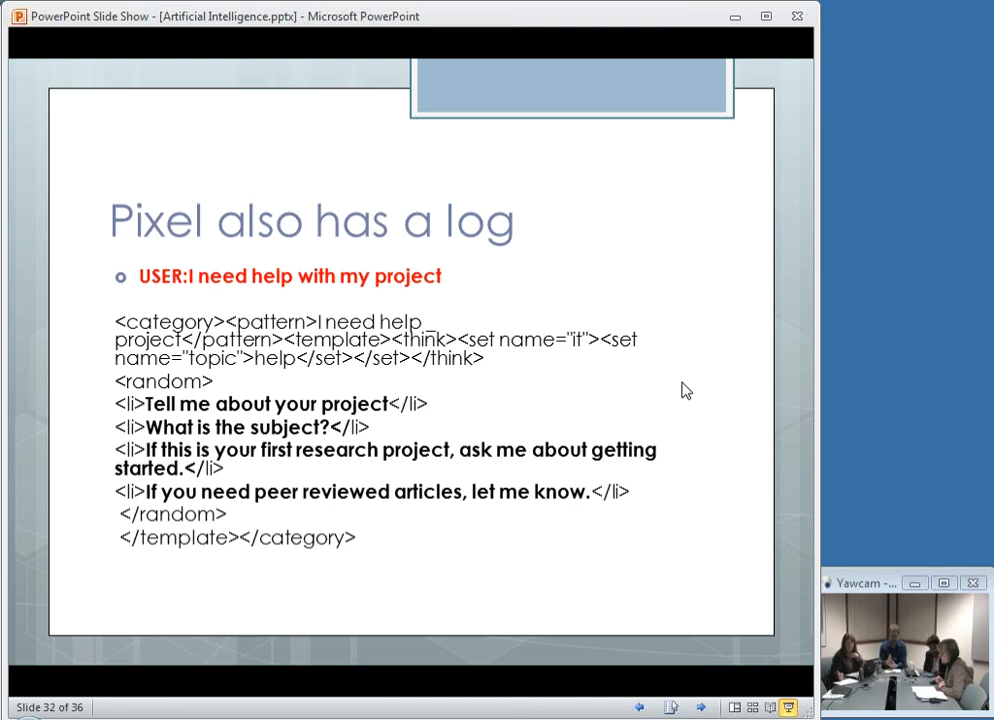 PowerPoint Slide Show - [Artificial Intelligence.pptx] - Microsoft PowerPoint
Pixel also has a log
USER:I need help with my project
<category><pattern>I need help _
project</pattern><template><think><set name="it"><set
name="topic">help</set></set></think>
<random>
<li>Tell me about your project</li>
<li>What is the subject?</li>
<li>If this is your first research project, ask me about getting
started.</li>
<li>If you need peer reviewed articles, let me know.</li>
</random>
</template></category>
Yawcam -...
Slide 32 of 36